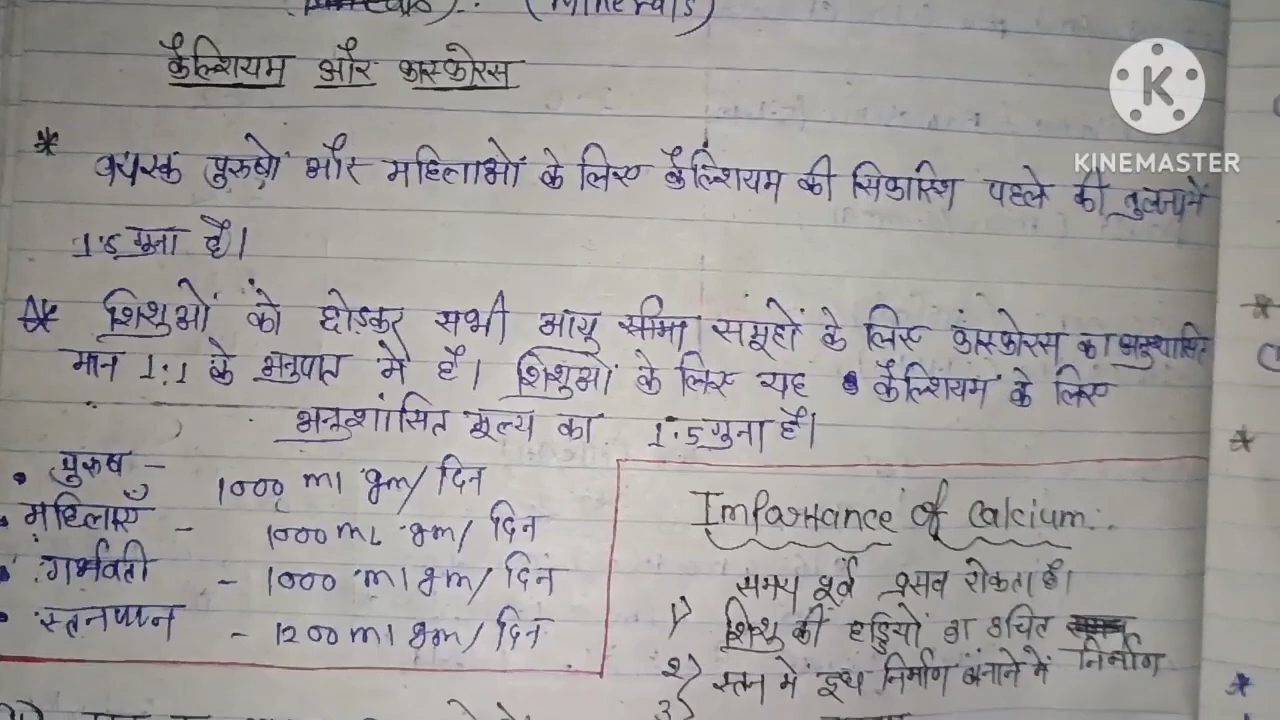 (Minerals)
कैल्शियम और फास्फोरस
K
KINEMASTER
* वयस्क पुरुषों और महिलाओं के लिए कैल्शियम की सिफारिश पहले की तुलना में
1.5 गुना है।
* शिशुओं को छोड़कर सभी आयु सीमा समूहों के लिए फास्फोरस का अनुशासित
मान 1:1 के अनुपात में है। शिशुओं के लिए यह कैल्शियम के लिए
अनुशांसित मूल्य का 1.5 गुना है।
• पुरुष - 1000 ml gm/दिन
• महिलाएँ - 1000 ml gm/दिन
• गर्भवती - 1000 ml gm/दिन
• स्तनपान - 1200 ml gm/दिन
Importance of calcium:
1) समय पूर्व प्रसव रोकता है।
शिशु की हड्डियों का उचित निर्माण
2) स्तन में दूध निर्माण बनाने में
3)